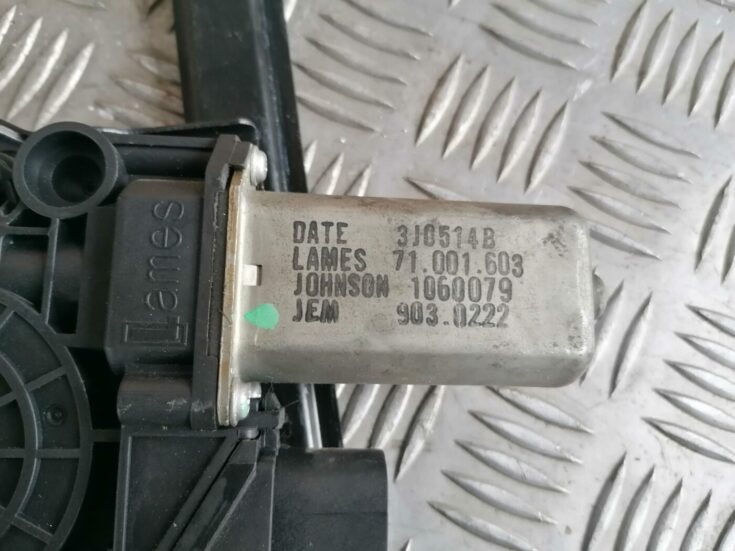 Lames
DATE 3J0514B
LAMES 71.001.603
JOHNSON 1060079
JEM 903.0222